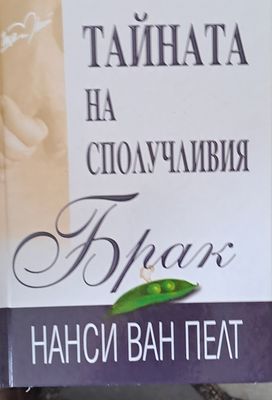 ТАЙНАТА
НА
СПОЛУЧЛИВИЯ
Брак
НАНСИ ВАН ПЕЛТ